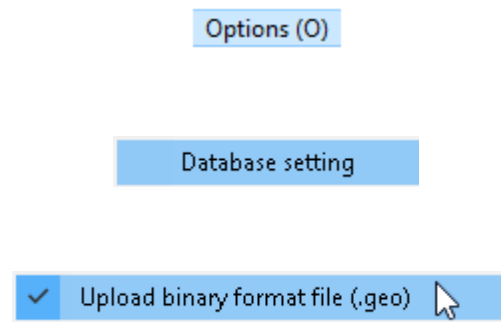 Options (O)
Database setting
Upload binary format file (.geo)